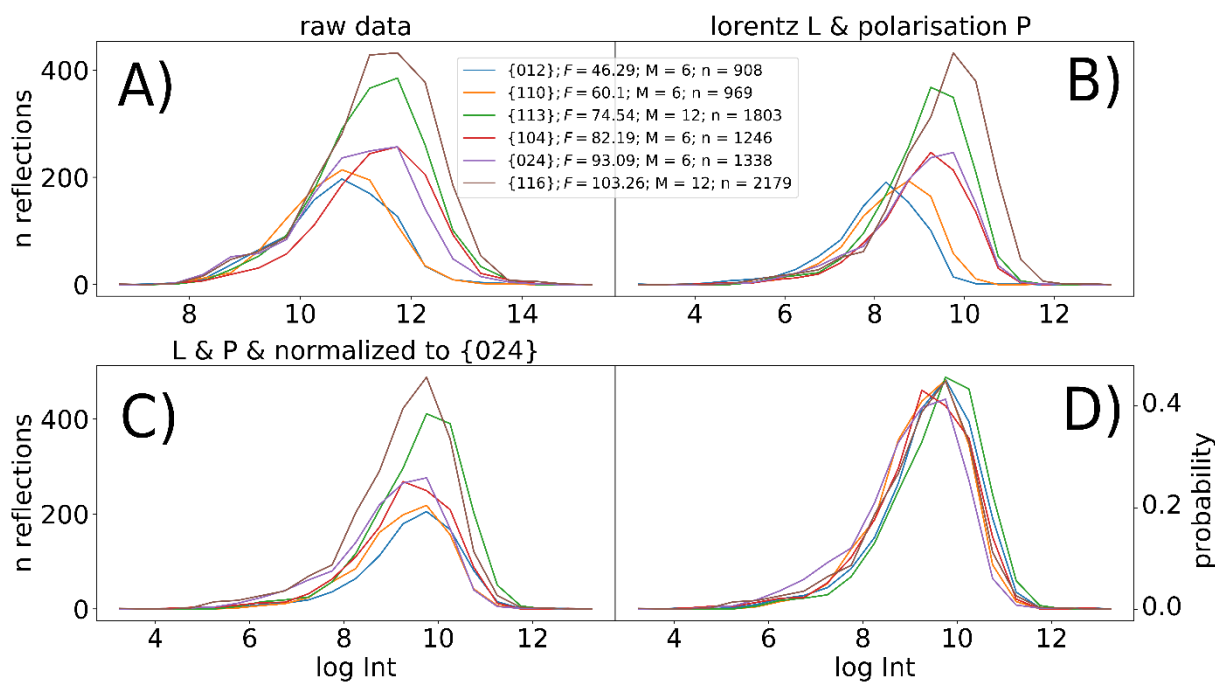 raw data
lorentz L & polarisation P
A)
B)
{012}; F = 46.29; M = 6; n = 908
{110}; F = 60.1; M = 6; n = 969
{113}; F = 74.54; M = 12; n = 1803
{104}; F = 82.19; M = 6; n = 1246
{024}; F = 93.09; M = 6; n = 1338
{116}; F = 103.26; M = 12; n = 2179
n reflections
400
200
0
8 10 12 14
4 6 8 10 12
L & P & normalized to {024}
C)
D)
n reflections
400
200
0
4 6 8 10 12
log Int
4 6 8 10 12
log Int
0.4
0.2
0.0
probability